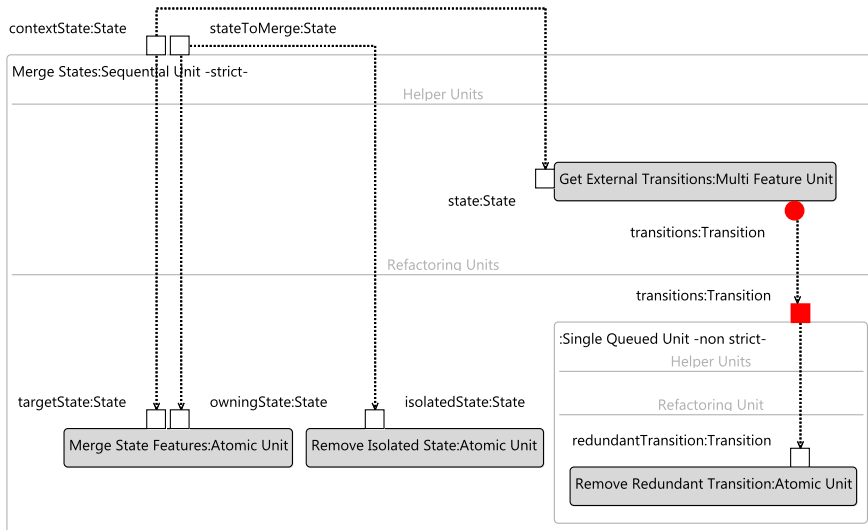 contextState:State
stateToMerge:State
Merge States:Sequential Unit -strict-
Helper Units
Get External Transitions:Multi Feature Unit
state:State
transitions:Transition
Refactoring Units
transitions:Transition
:Single Queued Unit -non strict-
Helper Units
targetState:State
owningState:State
isolatedState:State
Refactoring Unit
redundantTransition:Transition
Merge State Features:Atomic Unit
Remove Isolated State:Atomic Unit
Remove Redundant Transition:Atomic Unit